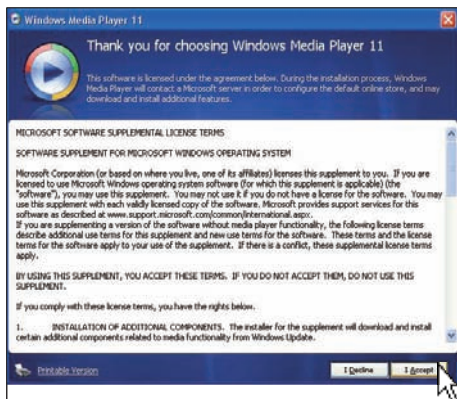 Windows Media Player 11
Thank you for choosing Windows Media Player 11
This software is licensed under the agreement below. During the installation process, Windows
Media Player will contact a Microsoft server in order to configure the default online store, and may
download and install additional features.
MICROSOFT SOFTWARE SUPPLEMENTAL LICENSE TERMS
SOFTWARE SUPPLEMENT FOR MICROSOFT WINDOWS OPERATING SYSTEM
Microsoft Corporation (or based on where you live, one of its affiliates) licenses this supplement to you. If you are
licensed to use Microsoft Windows operating system software (for which this supplement is applicable) (the
"software"), you may use this supplement. You may not use it if you do not have a license for the software. You may
use this supplement with each validly licensed copy of the software. Microsoft provides support services for this
software as described at www.support.microsoft.com/common/international.aspx.
If you are supplementing a version of the software without media player functionality, the following license terms
describe additional use terms for this supplement and new use terms for the software. These terms and the license
terms for the software apply to your use of the supplement. If there is a conflict, these supplemental license terms
apply.
BY USING THIS SUPPLEMENT, YOU ACCEPT THESE TERMS. IF YOU DO NOT ACCEPT THEM, DO NOT USE THIS
SUPPLEMENT.
If you comply with these license terms, you have the rights below.
1. INSTALLATION OF ADDITIONAL COMPONENTS. The installer for the supplement will download and install
certain additional components related to media functionality from Windows Update.
Printable Version
I Decline
I Accept